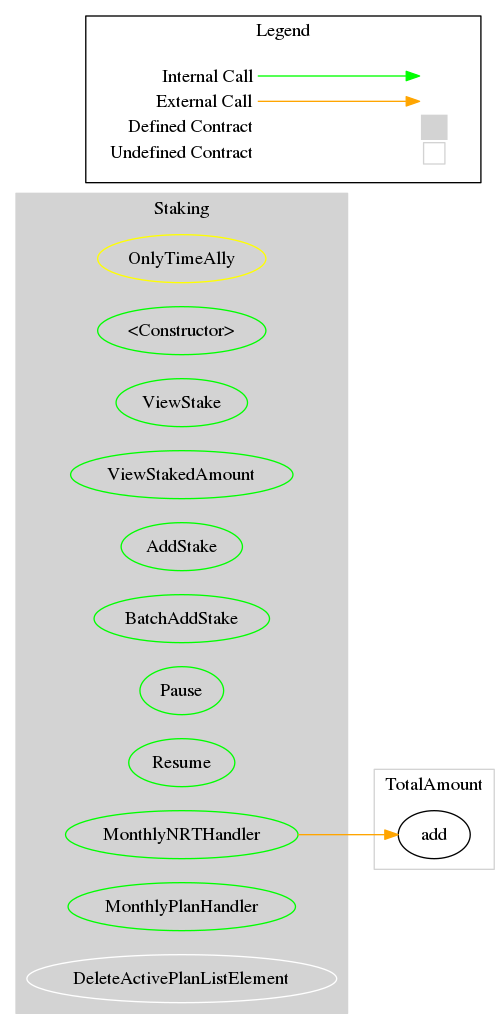 Legend
Internal Call
External Call
Defined Contract
Undefined Contract
Staking
OnlyTimeAlly
<Constructor>
ViewStake
ViewStakedAmount
AddStake
BatchAddStake
Pause
Resume
TotalAmount
MonthlyNRTHandler
add
MonthlyPlanHandler
DeleteActivePlanListElement